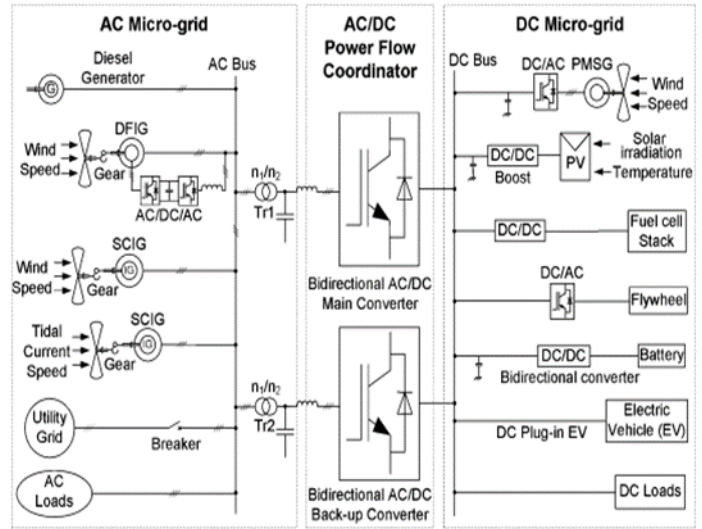 AC Micro-grid
Diesel
Generator
AC Bus
G
DFIG
Wind
Speed
Gear
AC/DC/AC
SCIG
Wind
Speed
IG
Gear
SCIG
Tidal
Current
Speed
IG
Gear
Utility
Grid
Breaker
AC
Loads
n1/n2
Tr1
n1/n2
Tr2
AC/DC
Power Flow
Coordinator
Bidirectional AC/DC
Main Converter
Bidirectional AC/DC
Back-up Converter
DC Micro-grid
DC Bus
DC/AC PMSG
Wind
Speed
DC/DC
Boost
PV
Solar
irradiation
Temperature
DC/DC
Fuel cell
Stack
DC/AC
Flywheel
DC/DC
Battery
Bidirectional converter
DC Plug-in EV
Electric
Vehicle (EV)
DC Loads